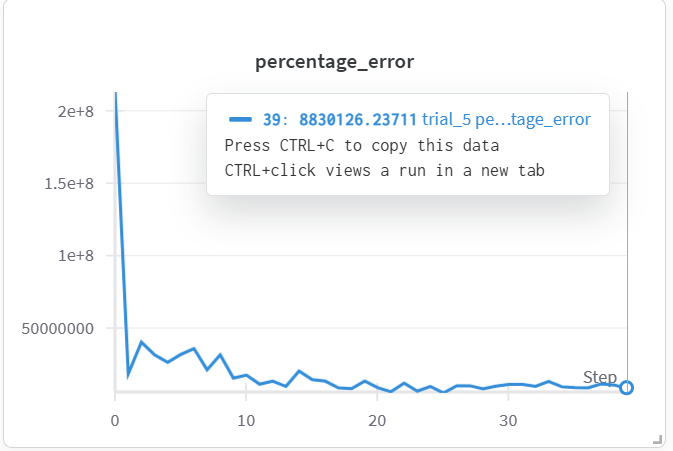 percentage_error
39: 8830126.23711 trial_5 pe...tage_error
Press CTRL+C to copy this data
CTRL+click views a run in a new tab
2e+8
1.5e+8
1e+8
50000000
Step
0 10 20 30